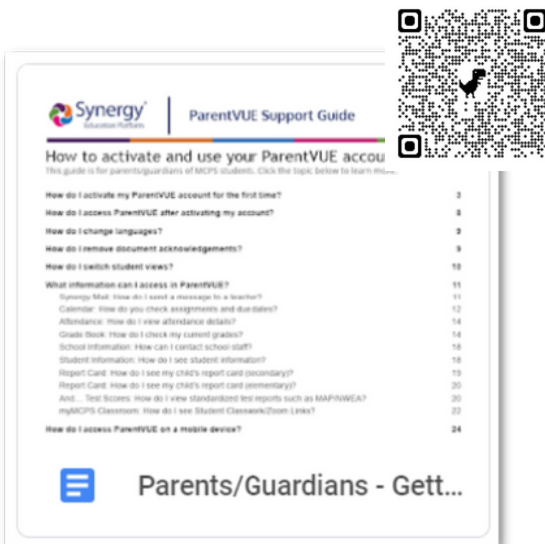 Synergy
Education Platform
ParentVUE Support Guide
How to activate and use your ParentVUE accou
This guide is for parents/guardians of MCPS students. Click the topic below to learn more.
How do I activate my ParentVUE account for the first time? 3
How do I access ParentVUE after activating my account? 8
How do I change languages? 9
How do I remove document acknowledgements? 9
How do I switch student views? 10
What information can I access in ParentVUE? 11
Synergy Mail: How do I send a message to a teacher? 11
Calendar: How do you check assignments and due dates? 12
Attendance: How do I view attendance details? 14
Grade Book: How do I check my current grades? 14
School Information: How can I contact school staff? 18
Student Information: How do I see student information? 18
Report Card: How do I see my child's report card (secondary)? 19
Report Card: How do I see my child's report card (elementary)? 20
And... Test Scores: How do I view standardized test reports such as MAP/NWEA? 20
myMCPS Classroom: How do I see Student Classwork/Zoom Links? 22
How do I access ParentVUE on a mobile device? 24
Parents/Guardians - Gett...